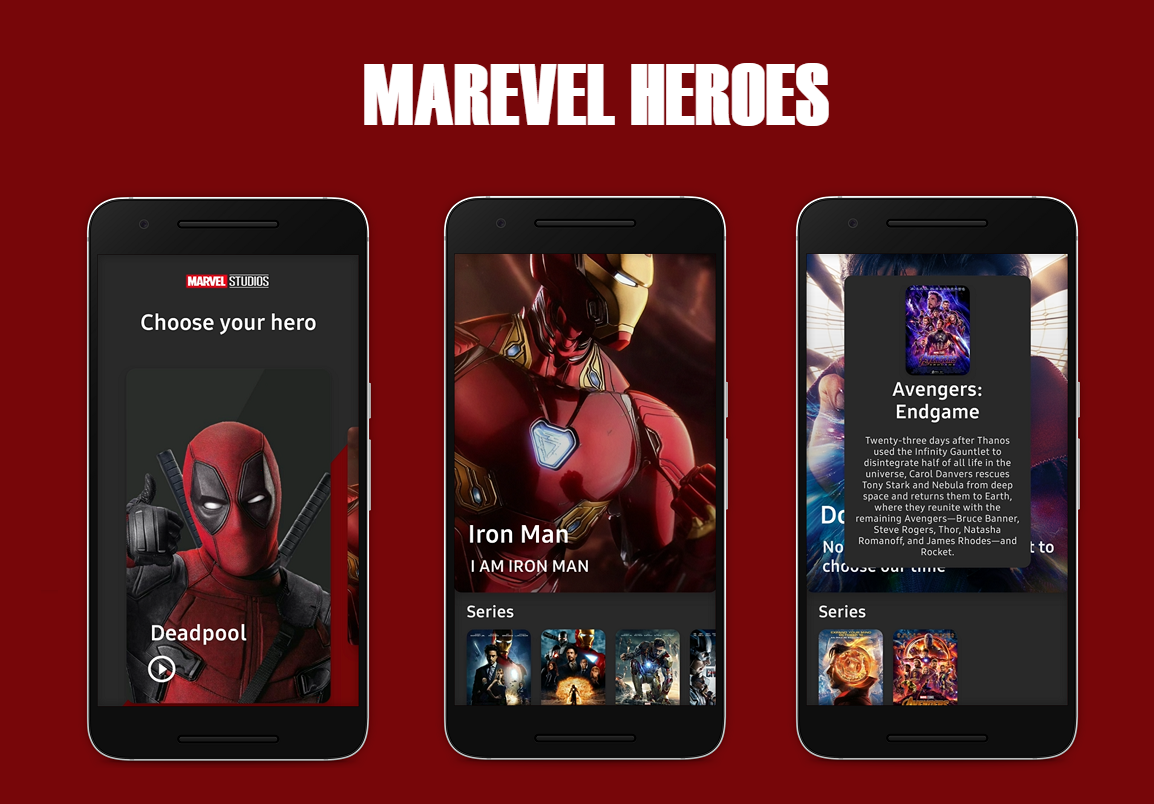 MAREVEL HEROES
MARVEL STUDIOS
Choose your hero
Deadpool
Iron Man
I AM IRON MAN
Series
Avengers:
Endgame
Twenty-three days after Thanos
used the Infinity Gauntlet to
disintegrate half of all life in the
universe, Carol Danvers rescues
Tony Stark and Nebula from deep
space and returns them to Earth,
where they reunite with the
remaining Avengers—Bruce Banner,
Steve Rogers, Thor, Natasha
Romanoff, and James Rhodes—and
Rocket.
Do
No t to
choose our time
Series